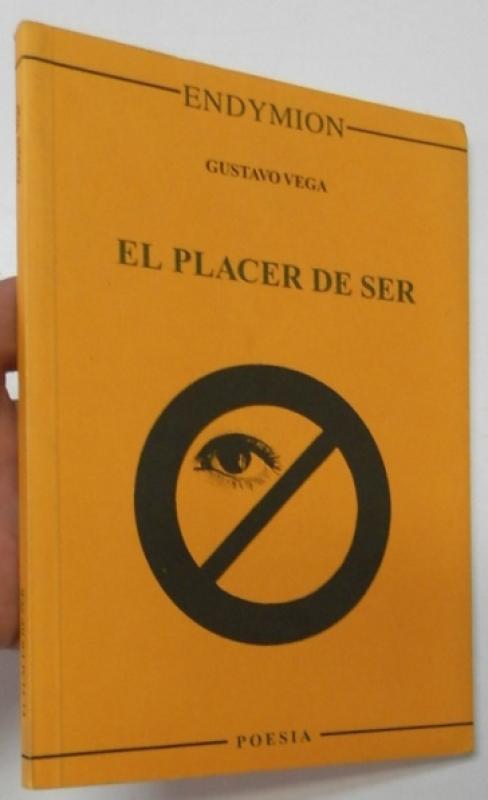 ENDYMION
GUSTAVO VEGA
EL PLACER DE SER
POESIA